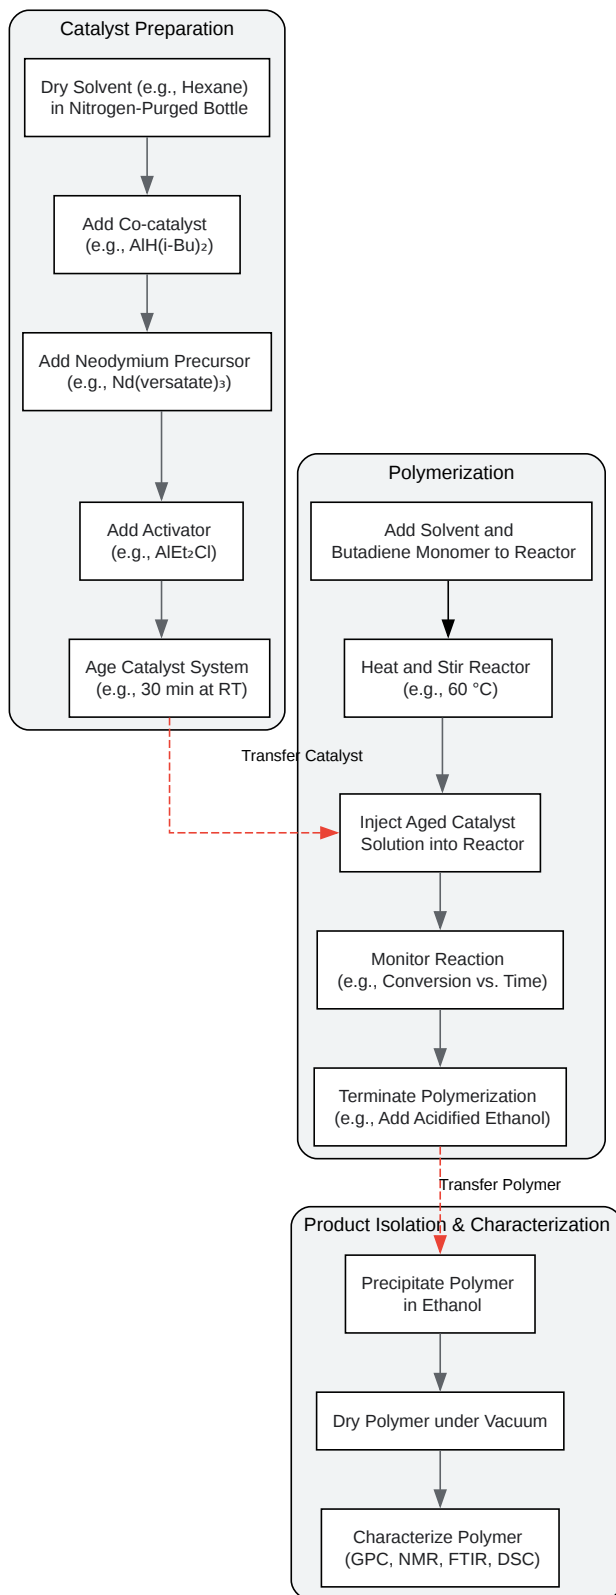 Catalyst Preparation
Dry Solvent (e.g., Hexane)
in Nitrogen-Purged Bottle
Add Co-catalyst
(e.g., AlH(i-Bu)₂)
Add Neodymium Precursor
(e.g., Nd(versatate)₃)
Add Activator
(e.g., AlEt₂Cl)
Age Catalyst System
(e.g., 30 min at RT)
Transfer Catalyst
Polymerization
Add Solvent and
Butadiene Monomer to Reactor
Heat and Stir Reactor
(e.g., 60 °C)
Inject Aged Catalyst
Solution into Reactor
Monitor Reaction
(e.g., Conversion vs. Time)
Terminate Polymerization
(e.g., Add Acidified Ethanol)
Transfer Polymer
Product Isolation & Characterization
Precipitate Polymer
in Ethanol
Dry Polymer under Vacuum
Characterize Polymer
(GPC, NMR, FTIR, DSC)